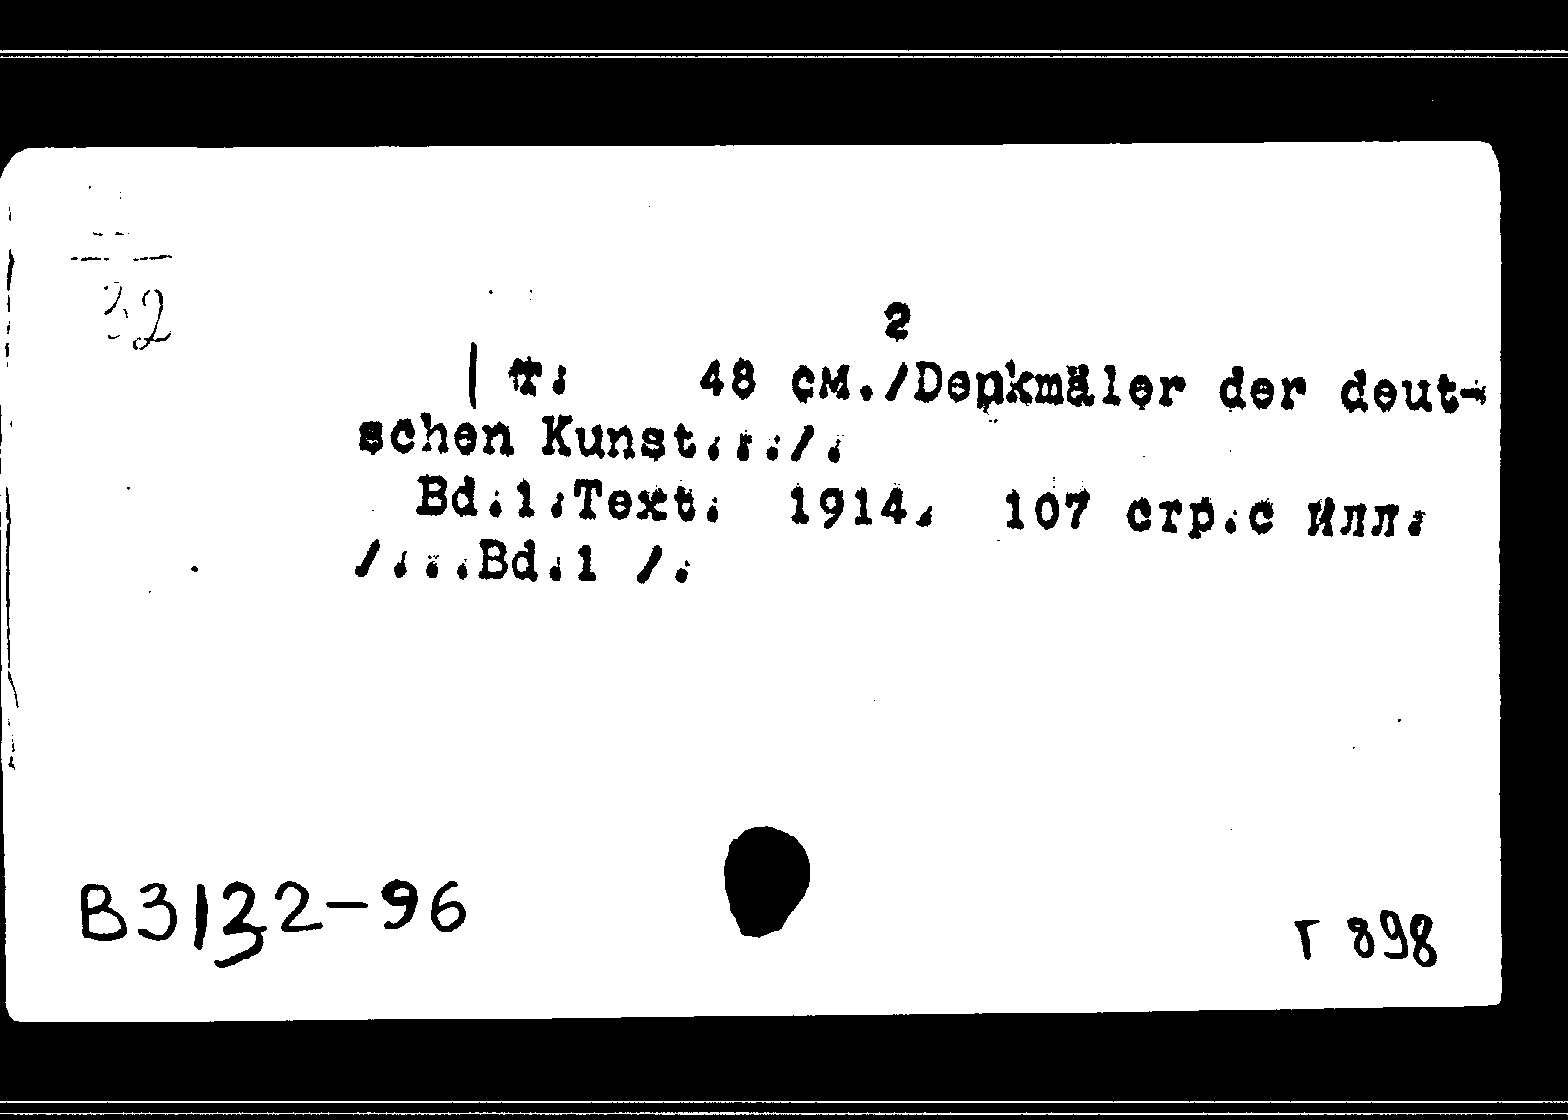 32
2
т. 48 см./Denkmäler der deut-
schen Kunst..../.
Bd.1.Text. 1914. 107 стр.с илл.
/....Bd.1 /.
B3132-96
Г 898